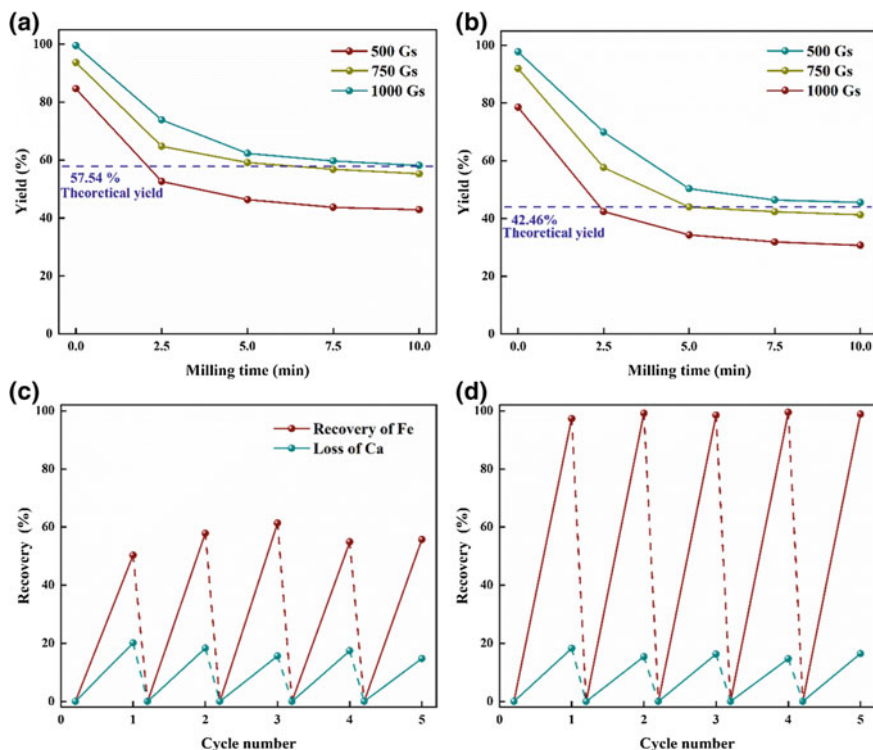 (a)
100
80
60
40
20
0
Yield (%)
500 Gs
750 Gs
1000 Gs
57.54 %
Theoretical yield
0.0 2.5 5.0 7.5 10.0
Milling time (min)
(b)
100
80
60
40
20
0
Yield (%)
500 Gs
750 Gs
1000 Gs
42.46%
Theoretical yield
0.0 2.5 5.0 7.5 10.0
Milling time (min)
(c)
100
80
60
40
20
0
Recovery (%)
Recovery of Fe
Loss of Ca
0 1 2 3 4 5
Cycle number
(d)
100
80
60
40
20
0
Recovery (%)
0 1 2 3 4 5
Cycle number